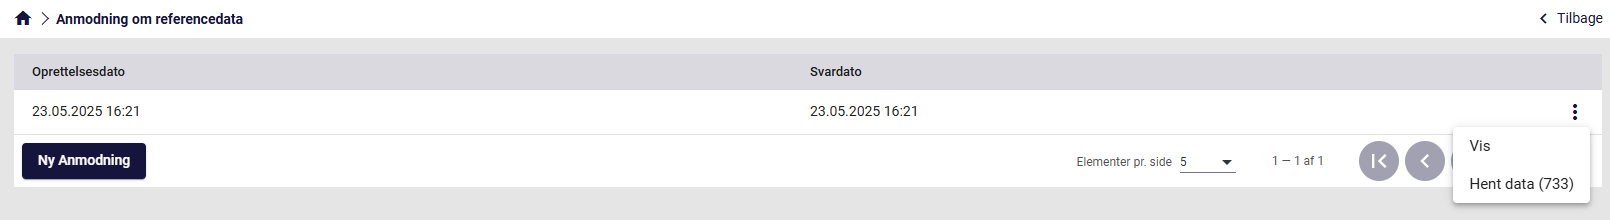 Anmodning om referencedata
Tilbage
Oprettelsesdato Svardato
23.05.2025 16:21 23.05.2025 16:21
Ny Anmodning
Elementer pr. side 5 1 – 1 af 1
Vis
Hent data (733)